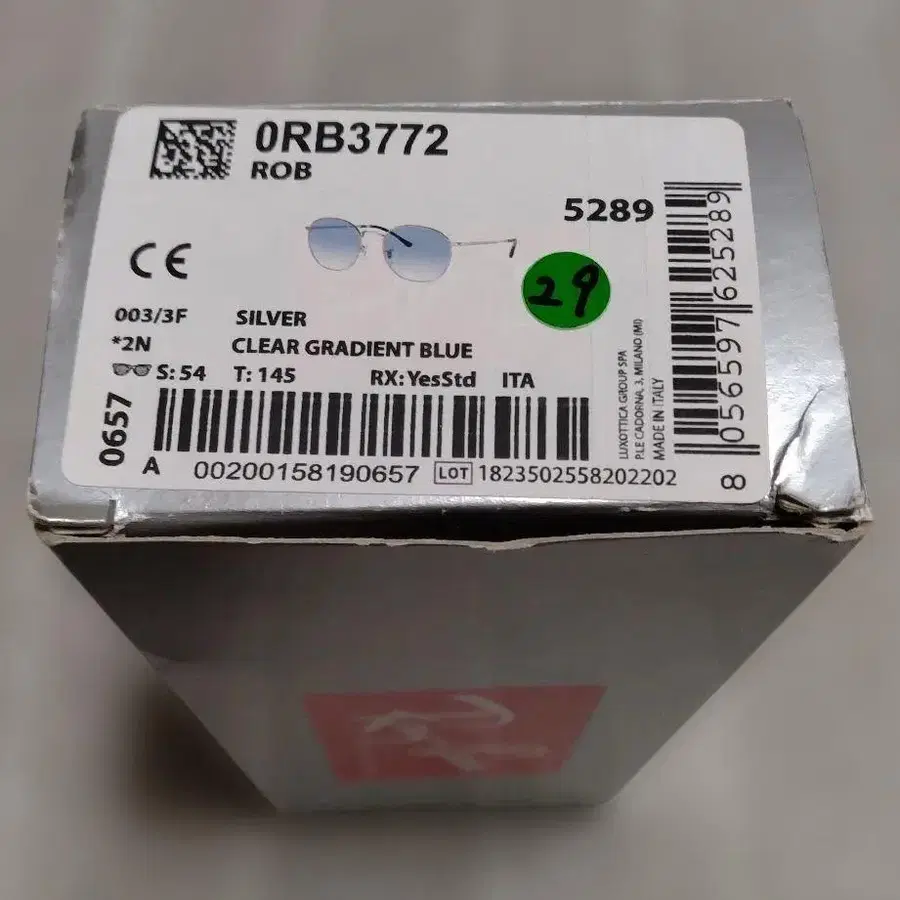 0RB3772
ROB
5289
29
CE
003/3F SILVER
*2N CLEAR GRADIENT BLUE
S: 54 T: 145 RX: YesStd ITA
0657
A 00200158190657 LOT 1823502558202202
LUXOTTICA GROUP SPA
P.LE CADORNA, 3, MILANO (MI)
MADE IN ITALY
8 056597 625289